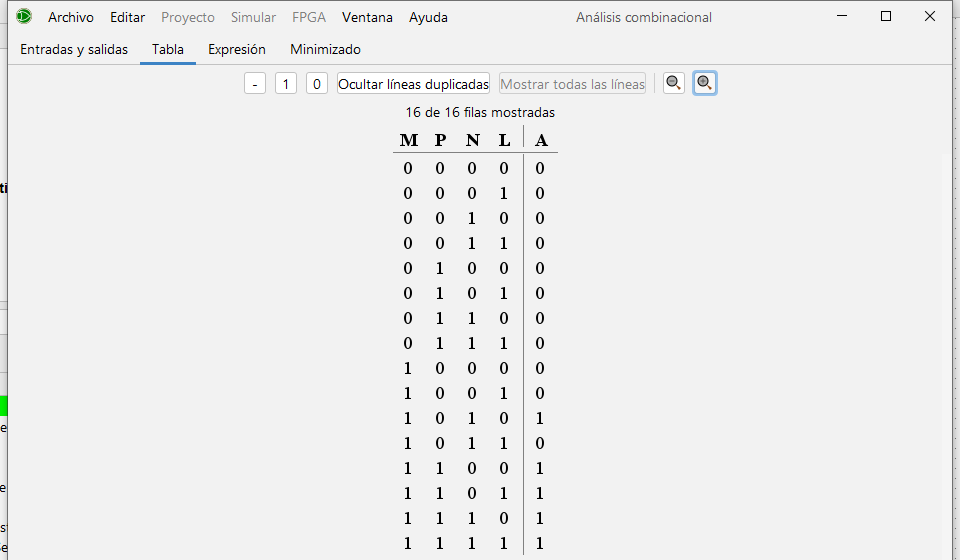 Archivo Editar Proyecto Simular FPGA Ventana Ayuda Análisis combinacional
Entradas y salidas Tabla Expresión Minimizado
- 1 0 Ocultar líneas duplicadas Mostrar todas las líneas
16 de 16 filas mostradas
M P N L A
0 0 0 0 0
0 0 0 1 0
0 0 1 0 0
0 0 1 1 0
0 1 0 0 0
0 1 0 1 0
0 1 1 0 0
0 1 1 1 0
1 0 0 0 0
1 0 0 1 0
1 0 1 0 1
1 0 1 1 0
1 1 0 0 1
1 1 0 1 1
1 1 1 0 1
1 1 1 1 1